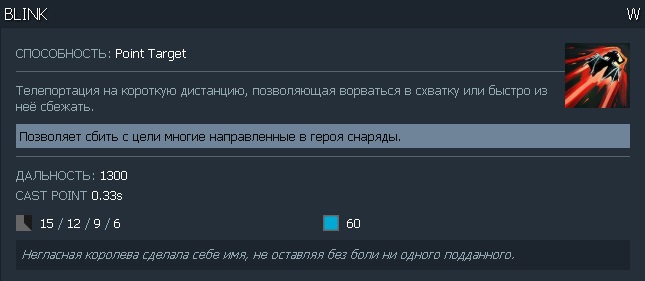 BLINK W
СПОСОБНОСТЬ: Point Target
Телепортация на короткую дистанцию, позволяющая ворваться в схватку или быстро из
неё сбежать.
Позволяет сбить с цели многие направленные в героя снаряды.
ДАЛЬНОСТЬ: 1300
CAST POINT 0.33s
15 / 12 / 9 / 6 60
Негласная королева сделала себе имя, не оставляя без боли ни одного подданного.